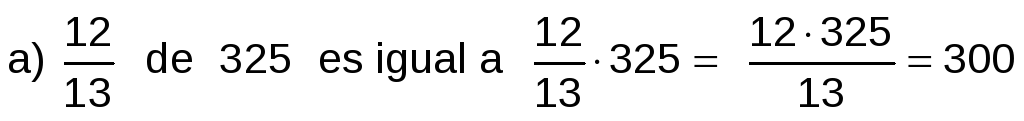 a) 12/13 de 325 es igual a 12/13 · 325 = 12 · 325/13 = 300